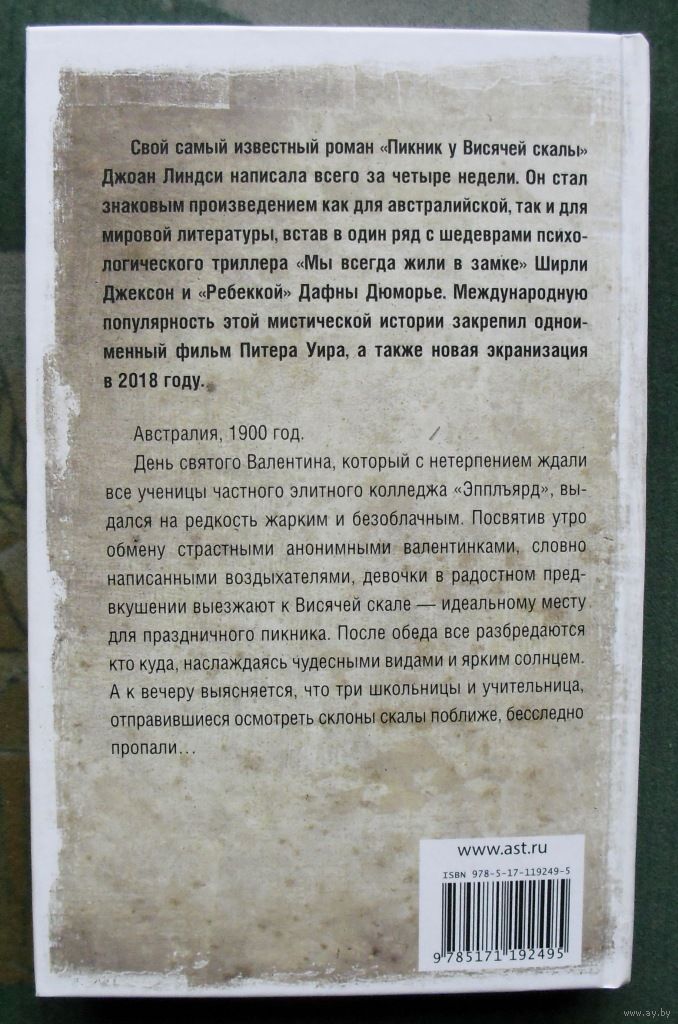 Свой самый известный роман «Пикник у Висячей скалы»
Джоан Линдси написала всего за четыре недели. Он стал
знаковым произведением как для австралийской, так и для
мировой литературы, встав в один ряд с шедеврами психо-
логического триллера «Мы всегда жили в замке» Ширли
Джексон и «Ребеккой» Дафны Дюморье. Международную
популярность этой мистической истории закрепил однои-
менный фильм Питера Уира, а также новая экранизация
в 2018 году.
Австралия, 1900 год.
День святого Валентина, который с нетерпением ждали
все ученицы частного элитного колледжа «Эпплъярд», вы-
дался на редкость жарким и безоблачным. Посвятив утро
обмену страстными анонимными валентинками, словно
написанными воздыхателями, девочки в радостном пред-
вкушении выезжают к Висячей скале — идеальному месту
для праздничного пикника. После обеда все разбредаются
кто куда, наслаждаясь чудесными видами и ярким солнцем.
А к вечеру выясняется, что три школьницы и учительница,
отправившиеся осмотреть склоны скалы поближе, бесследно
пропали…
www.ast.ru
ISBN 978-5-17-119249-5
9 785171 192495
www.ay.by